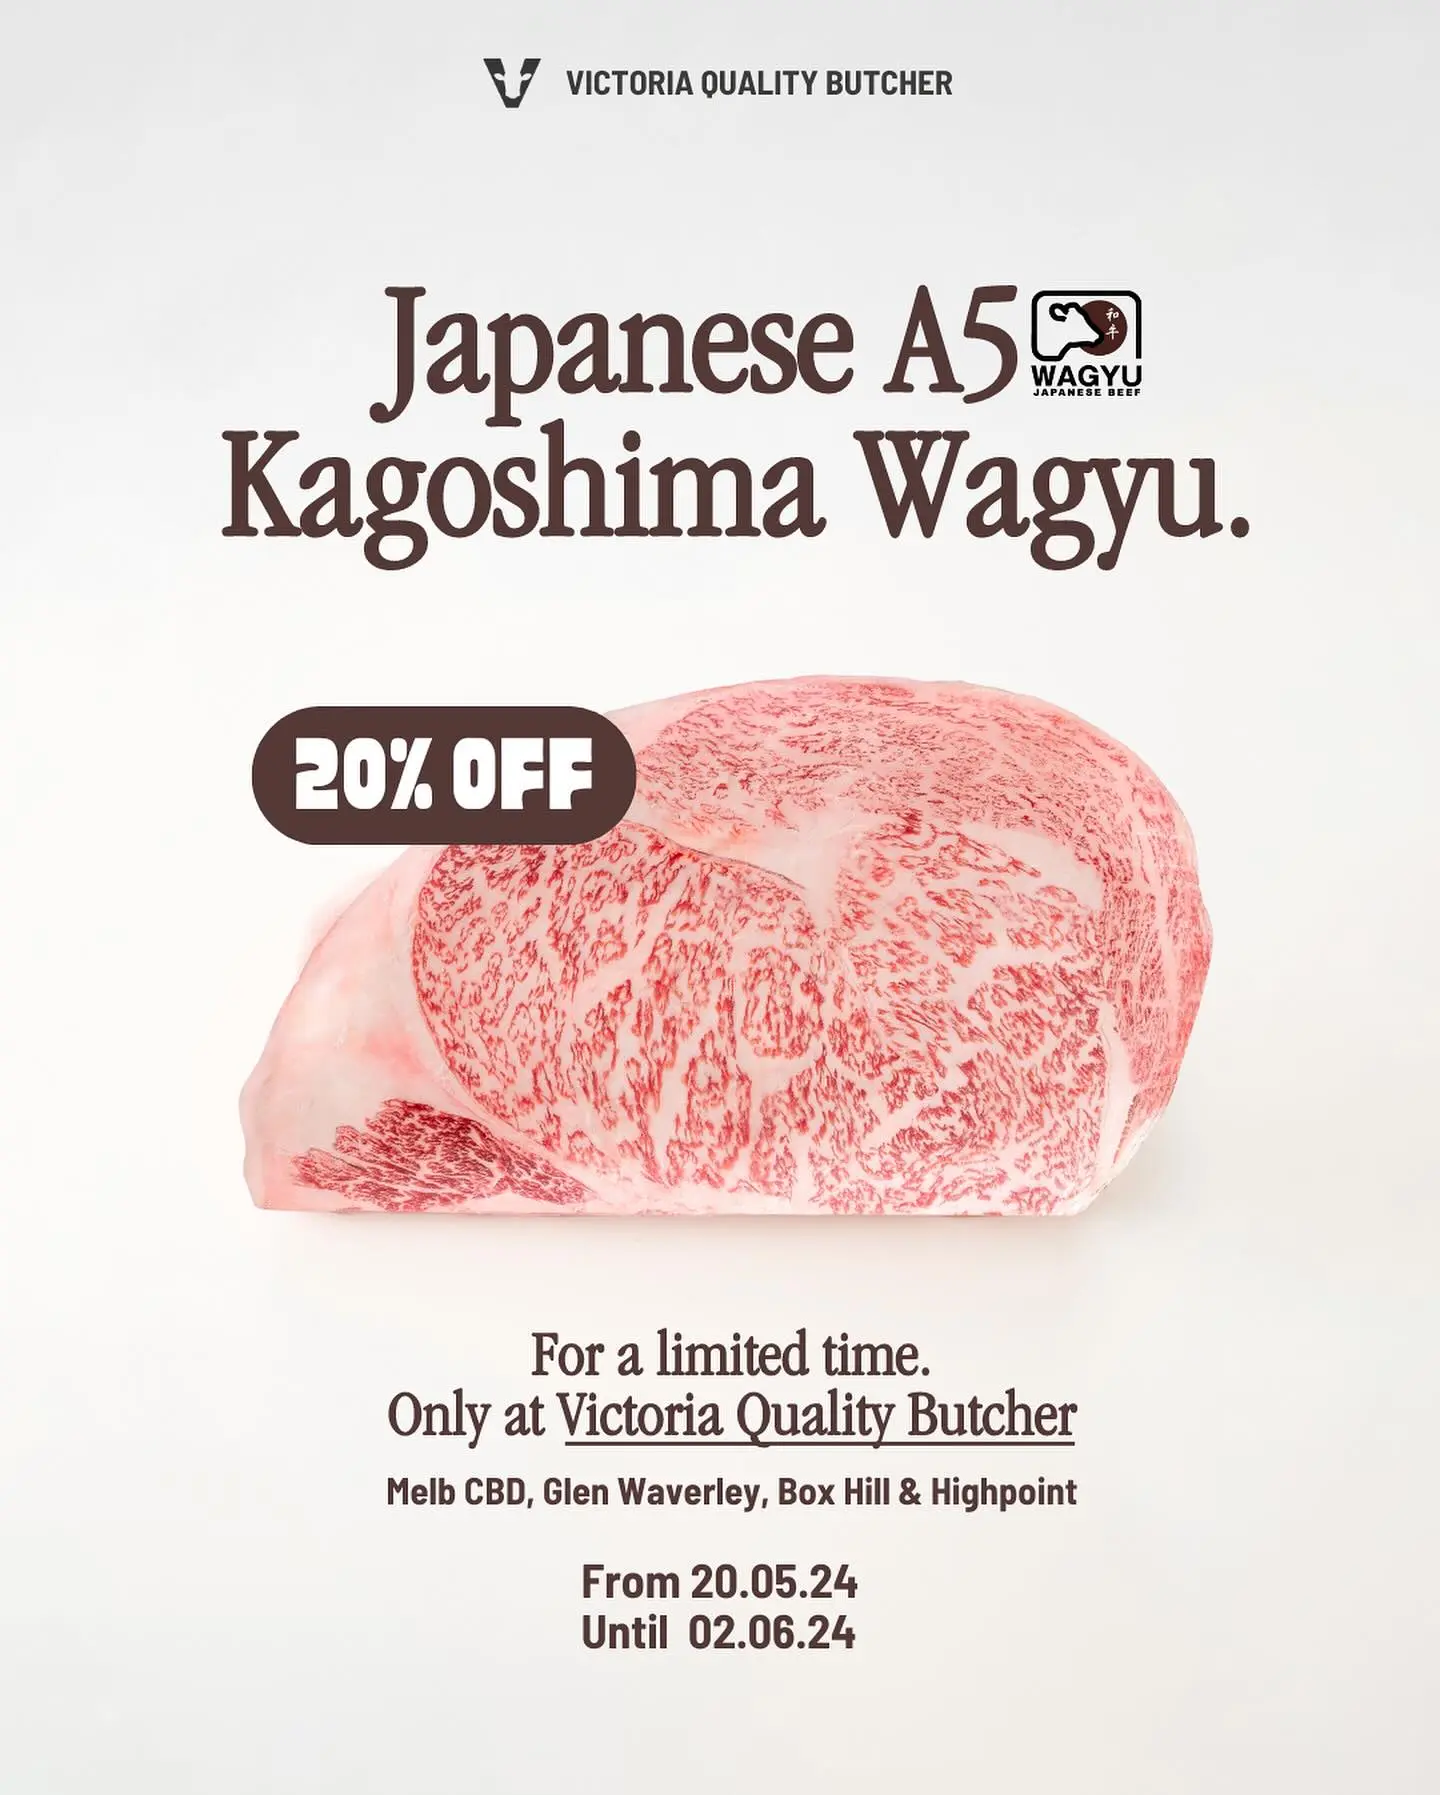 VICTORIA QUALITY BUTCHER
Japanese A5
和牛
WAGYU
JAPANESE BEEF
Kagoshima Wagyu.
20% OFF
For a limited time.
Only at Victoria Quality Butcher
Melb CBD, Glen Waverley, Box Hill & Highpoint
From 20.05.24
Until 02.06.24